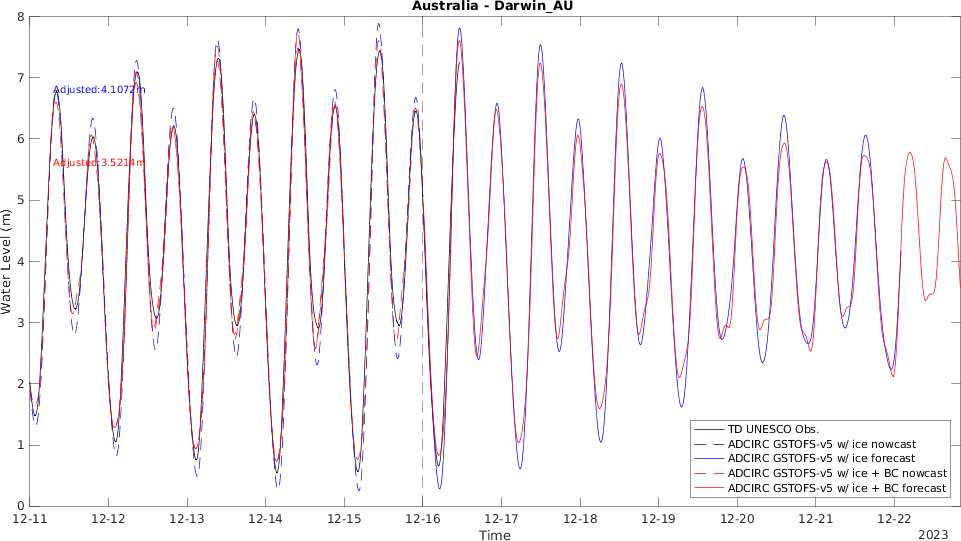 Australia - Darwin_AU
Water Level (m)
8
7
6
5
4
3
2
1
0
Adjusted:4.1072m
Adjusted:3.5214m
TD UNESCO Obs.
ADCIRC GSTOFS-v5 w/ ice nowcast
ADCIRC GSTOFS-v5 w/ ice forecast
ADCIRC GSTOFS-v5 w/ ice + BC nowcast
ADCIRC GSTOFS-v5 w/ ice + BC forecast
12-11 12-12 12-13 12-14 12-15 12-16 12-17 12-18 12-19 12-20 12-21 12-22
Time
2023